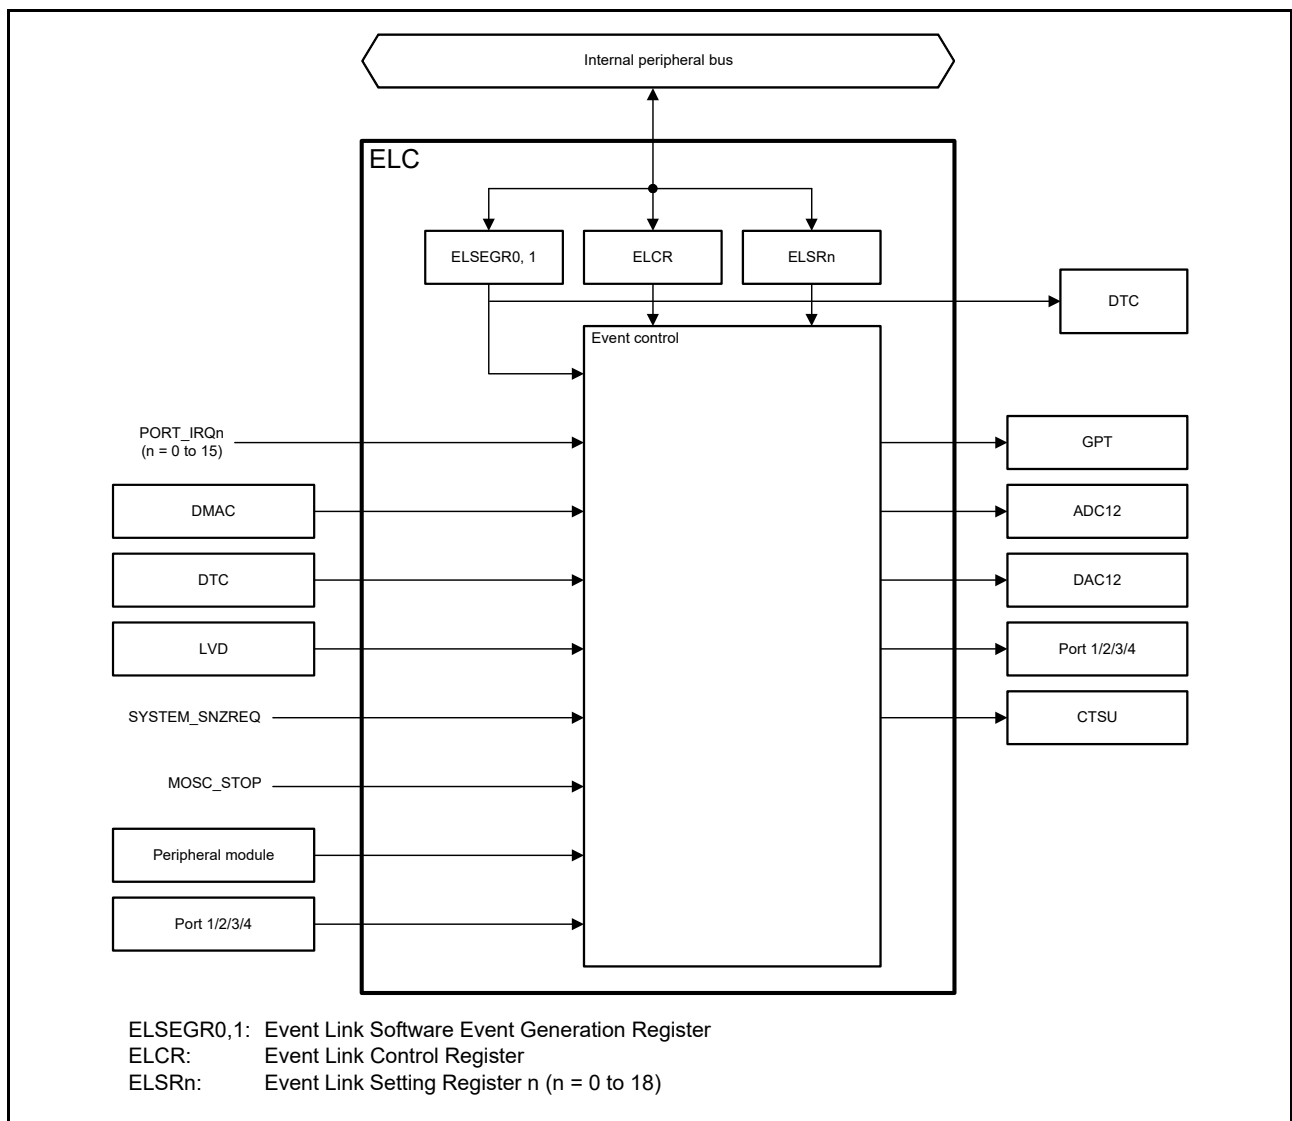 Internal peripheral bus
ELC
ELSEGR0, 1
ELCR
ELSRn
DTC
Event control
PORT_IRQn
(n = 0 to 15)
GPT
DMAC
ADC12
DTC
DAC12
LVD
Port 1/2/3/4
SYSTEM_SNZREQ
CTSU
MOSC_STOP
Peripheral module
Port 1/2/3/4
ELSEGR0,1: Event Link Software Event Generation Register
ELCR: Event Link Control Register
ELSRn: Event Link Setting Register n (n = 0 to 18)